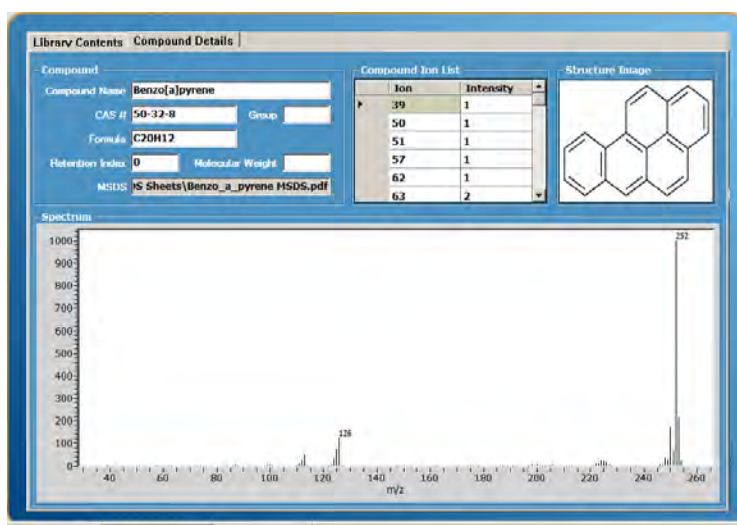 Library Contents Compound Details
Compound
Compound Name Benzo[a]pyrene
CAS # 50-32-8 Group
Formula C20H12
Retention Index 0 Molecular Weight
MSDS S Sheets\Benzo_a_pyrene MSDS.pdf
Compound Ion List
Ion Intensity
39 1
50 1
51 1
57 1
62 1
63 2
Structure Image
Spectrum
1000
900
800
700
600
500
400
300
200
100
0
252
126
40 60 80 100 120 140 160 180 200 220 240 260
m/z